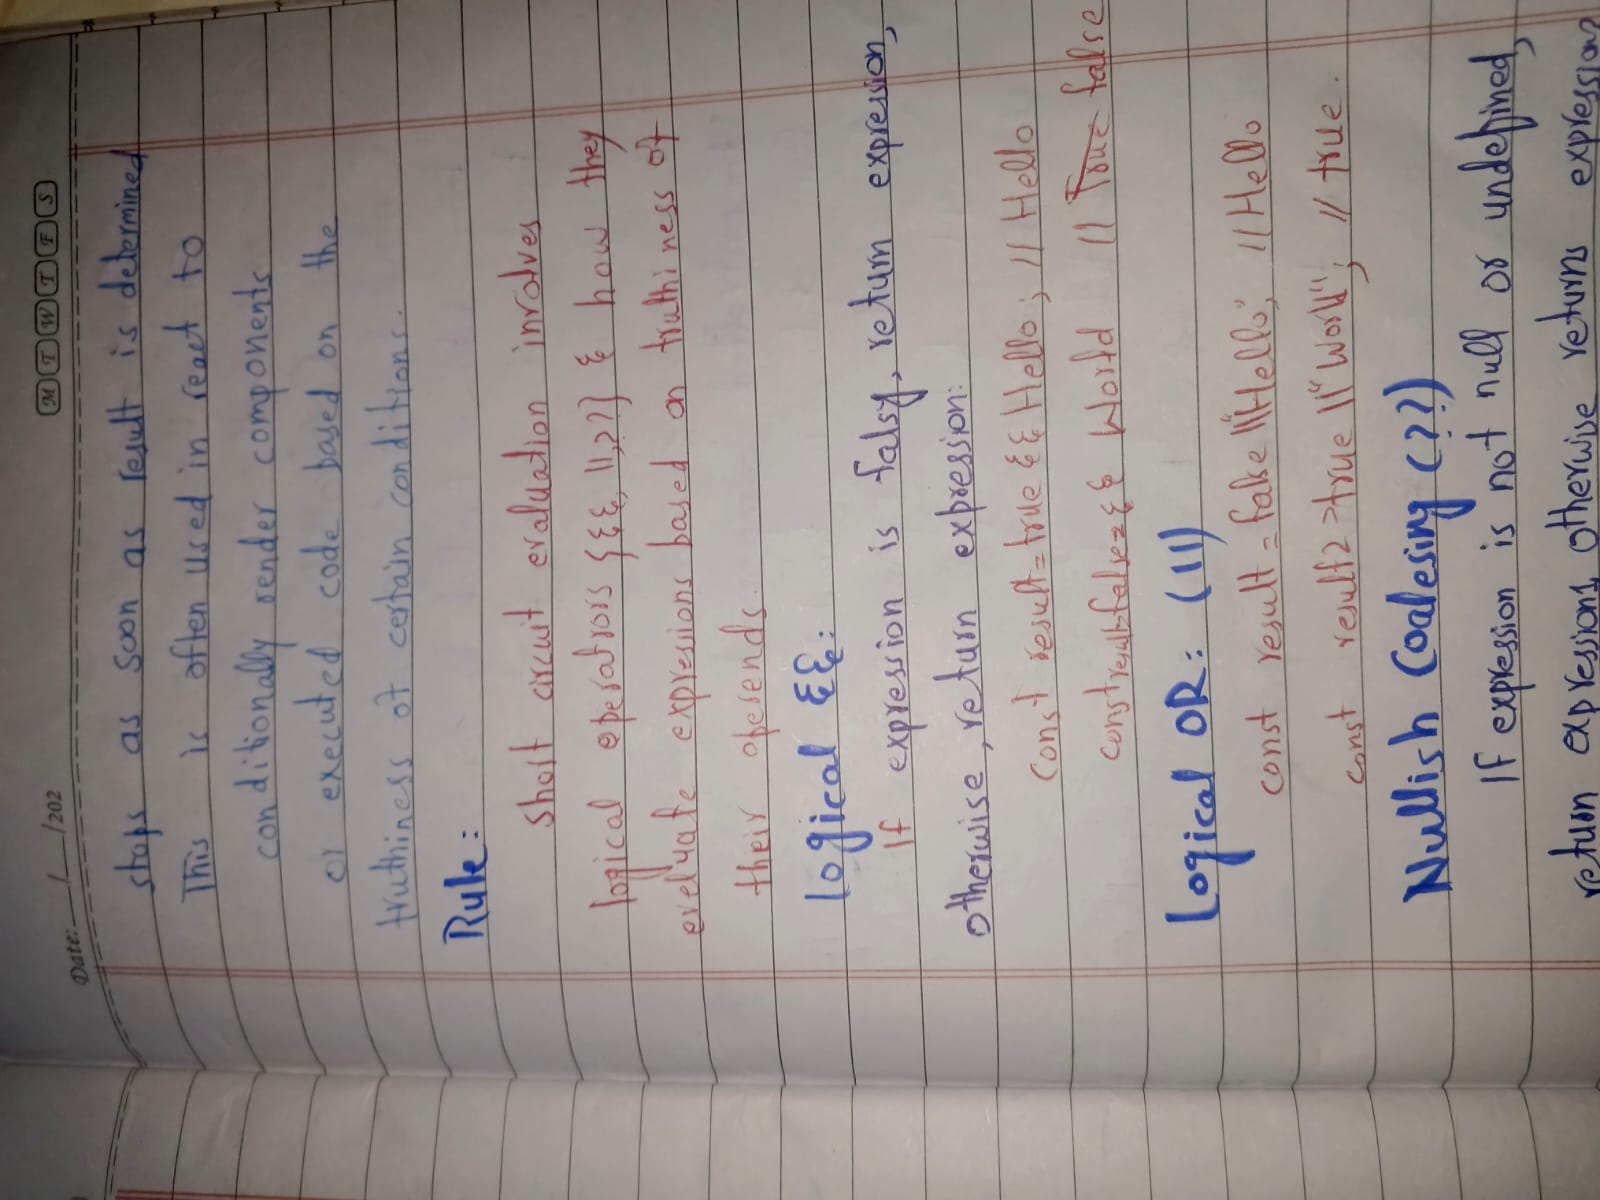 M T W T F S
Date: __/__/202
stops as soon as result is determined
This is often used in react to
conditionally render components
or executed code based on the
truthiness of certain conditions.
Rule:
short circuit evaluation involves
logical operators {&&, ||, ??} & how they
evaluate expressions based on truthiness of
their operends.
Logical &&:
If expression is falsy, return expression,
Otherwise, return expression:
Const result = true && Hello; // Hello
const result=false=&& World // True false
Logical OR: (||)
const result = false || "Hello"; // Hello
const result2 = true || "World"; // true.
Nullish Coalesing (??)
If expression is not null or undefined,
return expression, otherwise returns expression2